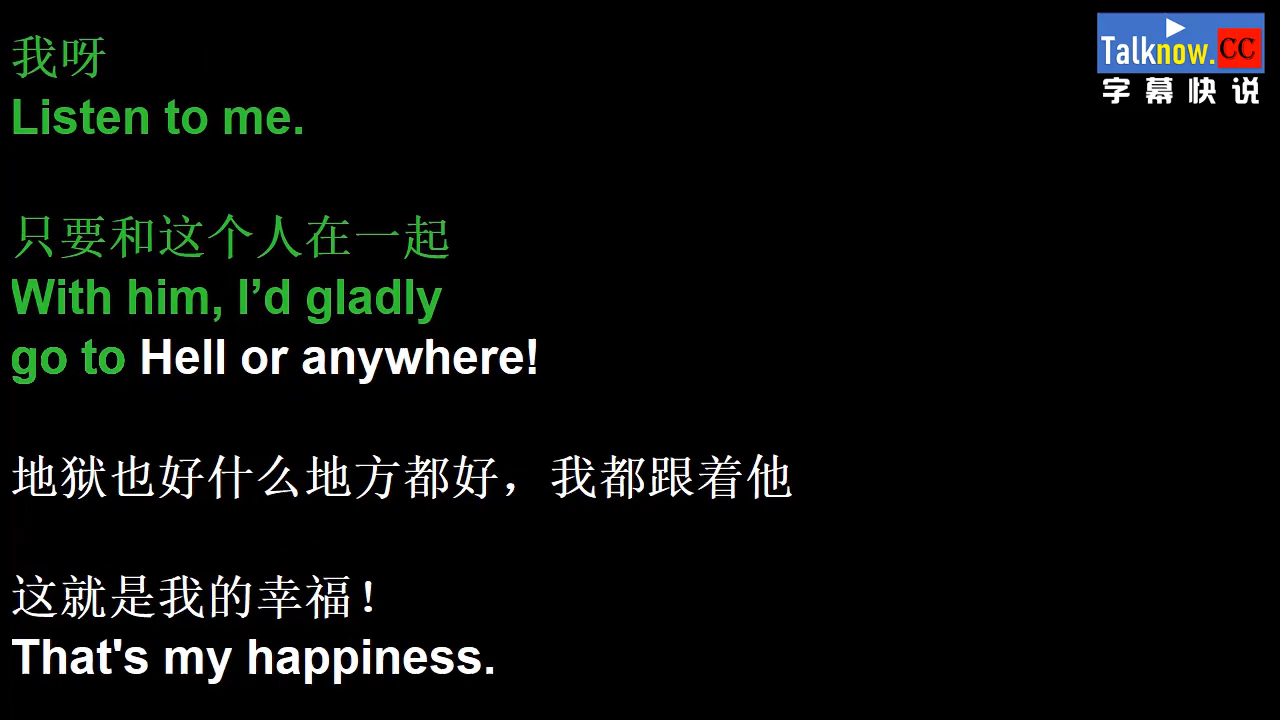 我呀
Listen to me.
只要和这个人在一起
With him, I’d gladly
go to Hell or anywhere!
地狱也好什么地方都好，我都跟着他
这就是我的幸福！
That's my happiness.
Talknow.CC
字幕快说